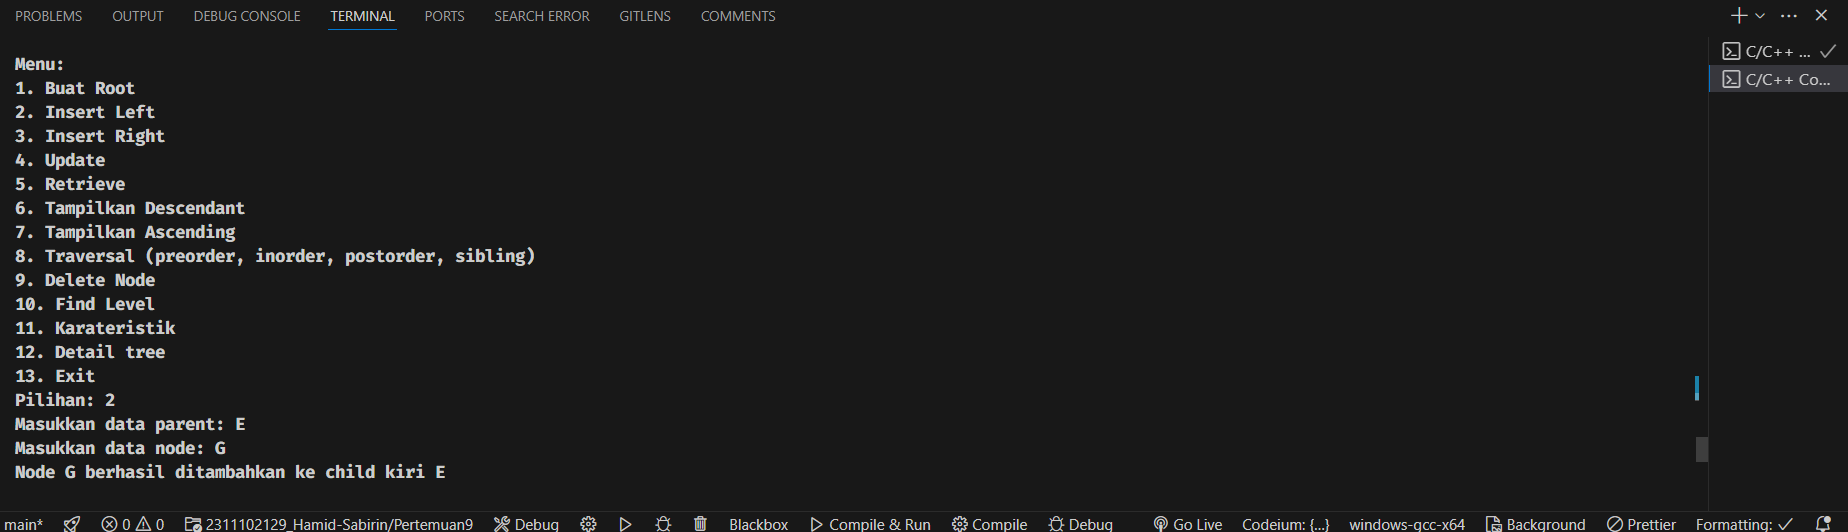 PROBLEMS OUTPUT DEBUG CONSOLE TERMINAL PORTS SEARCH ERROR GITLENS COMMENTS
C/C++ ...
C/C++ Co...
Menu:
1. Buat Root
2. Insert Left
3. Insert Right
4. Update
5. Retrieve
6. Tampilkan Descendant
7. Tampilkan Ascending
8. Traversal (preorder, inorder, postorder, sibling)
9. Delete Node
10. Find Level
11. Karateristik
12. Detail tree
13. Exit
Pilihan: 2
Masukkan data parent: E
Masukkan data node: G
Node G berhasil ditambahkan ke child kiri E
main* 0 0 2311102129_Hamid-Sabirin/Pertemuan9 Debug Blackbox Compile & Run Compile Debug Go Live Codeium: {...} windows-gcc-x64 Background Prettier Formatting: